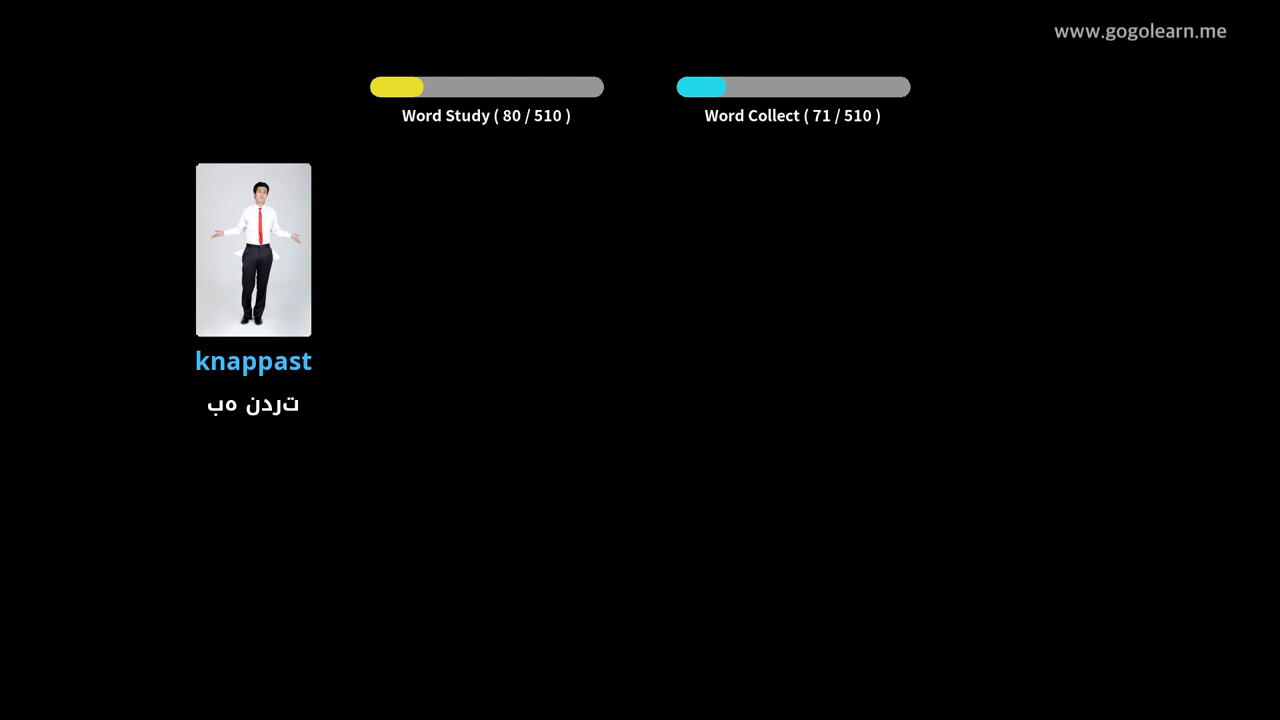 www.gogolearn.me
Word Study ( 80 / 510 )
Word Collect ( 71 / 510 )
knappast
تردن هب